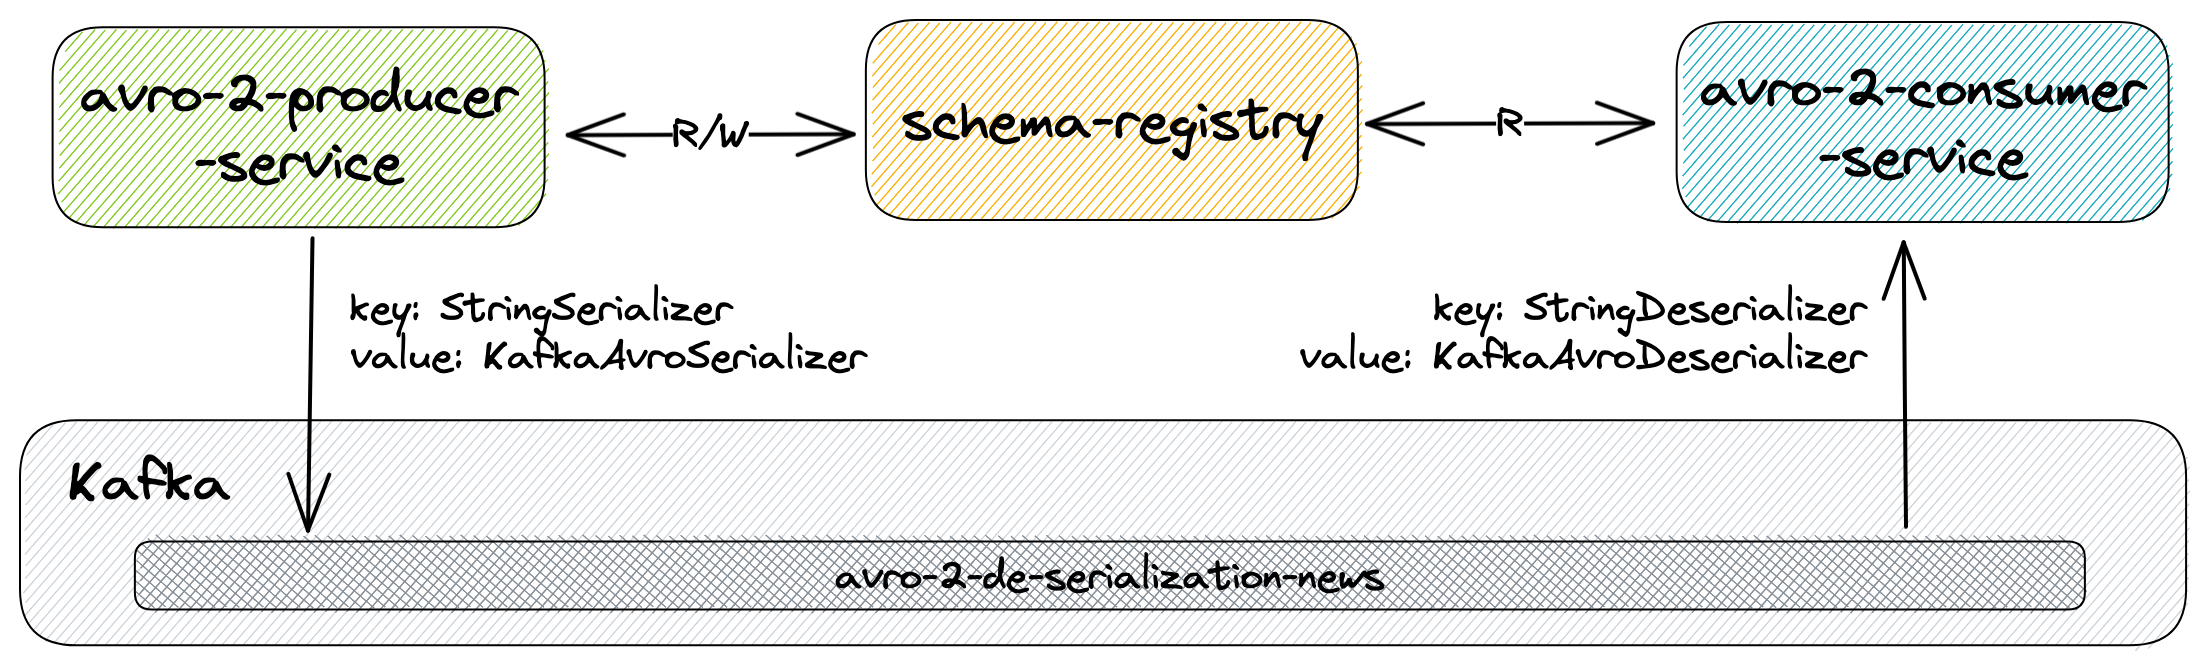 avro-2-producer
-service
R/W
schema-registry
R
avro-2-consumer
-service
key: StringSerializer
value: KafkaAvroSerializer
key: StringDeserializer
value: KafkaAvroDeserializer
Kafka
avro-2-de-serialization-news